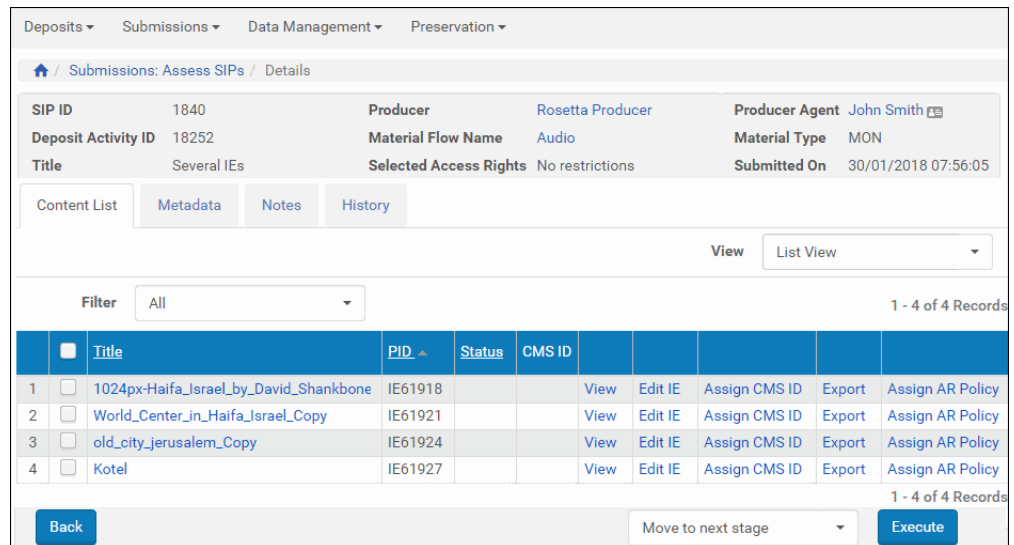 Deposits Submissions Data Management Preservation
/ Submissions: Assess SIPs / Details
SIP ID 1840 Producer Rosetta Producer Producer Agent John Smith
Deposit Activity ID 18252 Material Flow Name Audio Material Type MON
Title Several IEs Selected Access Rights No restrictions Submitted On 30/01/2018 07:56:05
Content List Metadata Notes History
View List View
Filter All 1 - 4 of 4 Records
Title PID Status CMS ID
1 1024px-Haifa_Israel_by_David_Shankbone IE61918 View Edit IE Assign CMS ID Export Assign AR Policy
2 World_Center_in_Haifa_Israel_Copy IE61921 View Edit IE Assign CMS ID Export Assign AR Policy
3 old_city_jerusalem_Copy IE61924 View Edit IE Assign CMS ID Export Assign AR Policy
4 Kotel IE61927 View Edit IE Assign CMS ID Export Assign AR Policy
1 - 4 of 4 Records
Back Move to next stage Execute